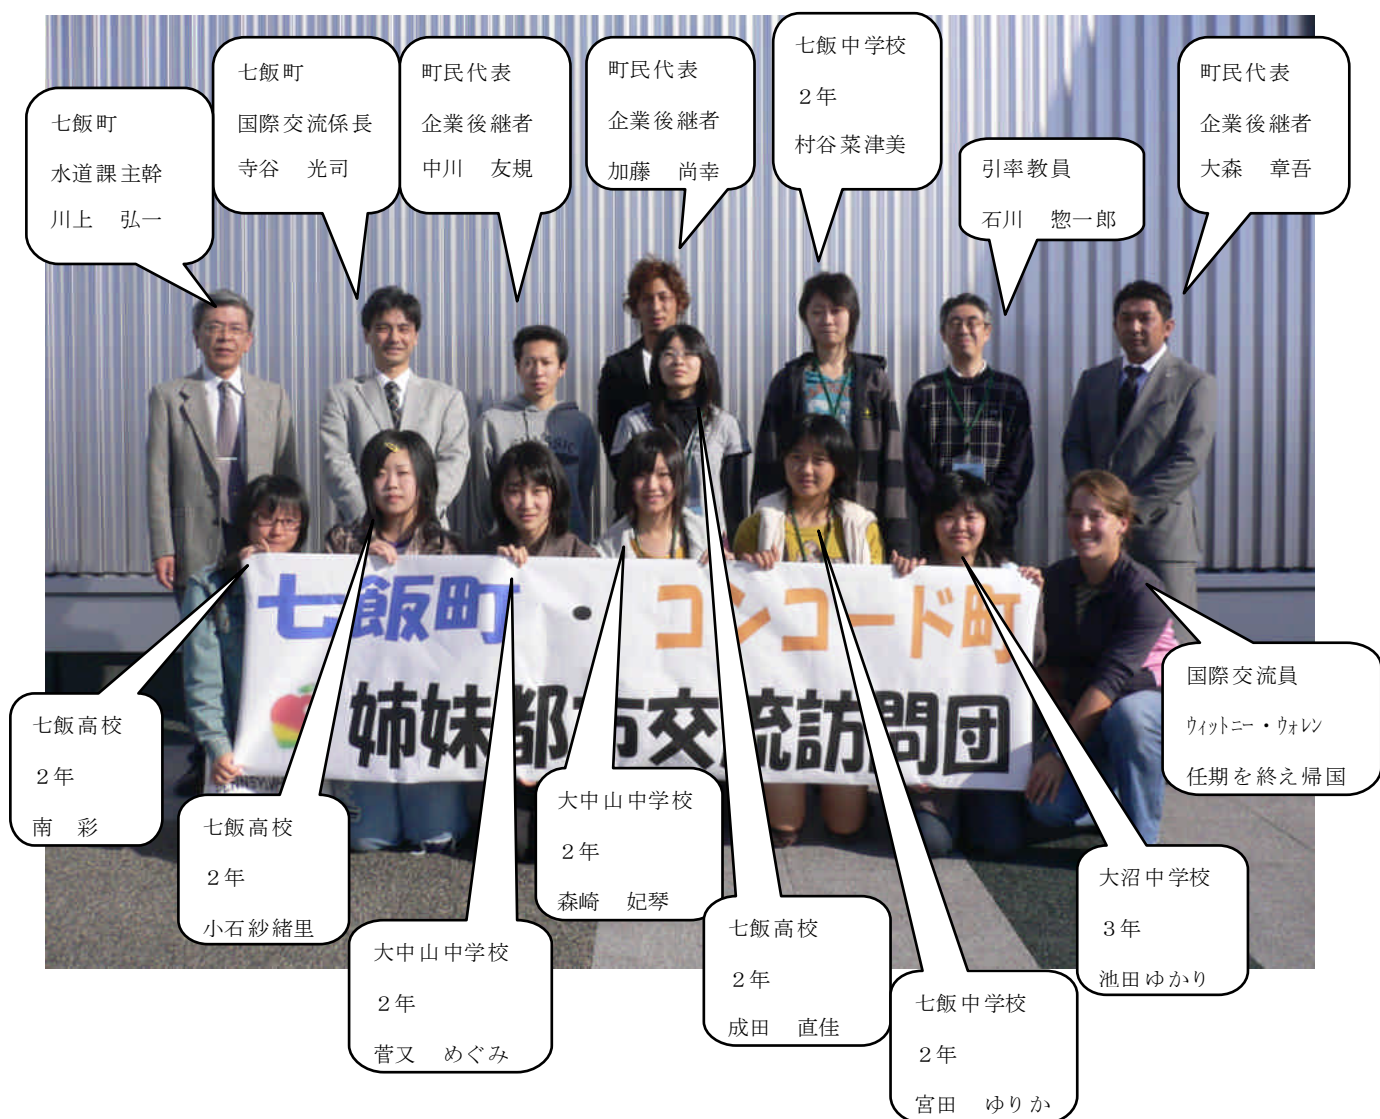 七飯町
水道課主幹
川上　弘一
七飯町
国際交流係長
寺谷　光司
町民代表
企業後継者
中川　友規
町民代表
企業後継者
加藤　尚幸
七飯中学校
２年
村谷菜津美
引率教員
石川　惣一郎
町民代表
企業後継者
大森　章吾
七飯町・コンコード町
姉妹都市交流訪問団
七飯高校
２年
南　彩
七飯高校
２年
小石紗緒里
大中山中学校
２年
菅又　めぐみ
大中山中学校
２年
森崎　妃琴
七飯高校
２年
成田　直佳
七飯中学校
２年
宮田　ゆりか
大沼中学校
３年
池田ゆかり
国際交流員
ウィットニー・ウォレン
任期を終え帰国